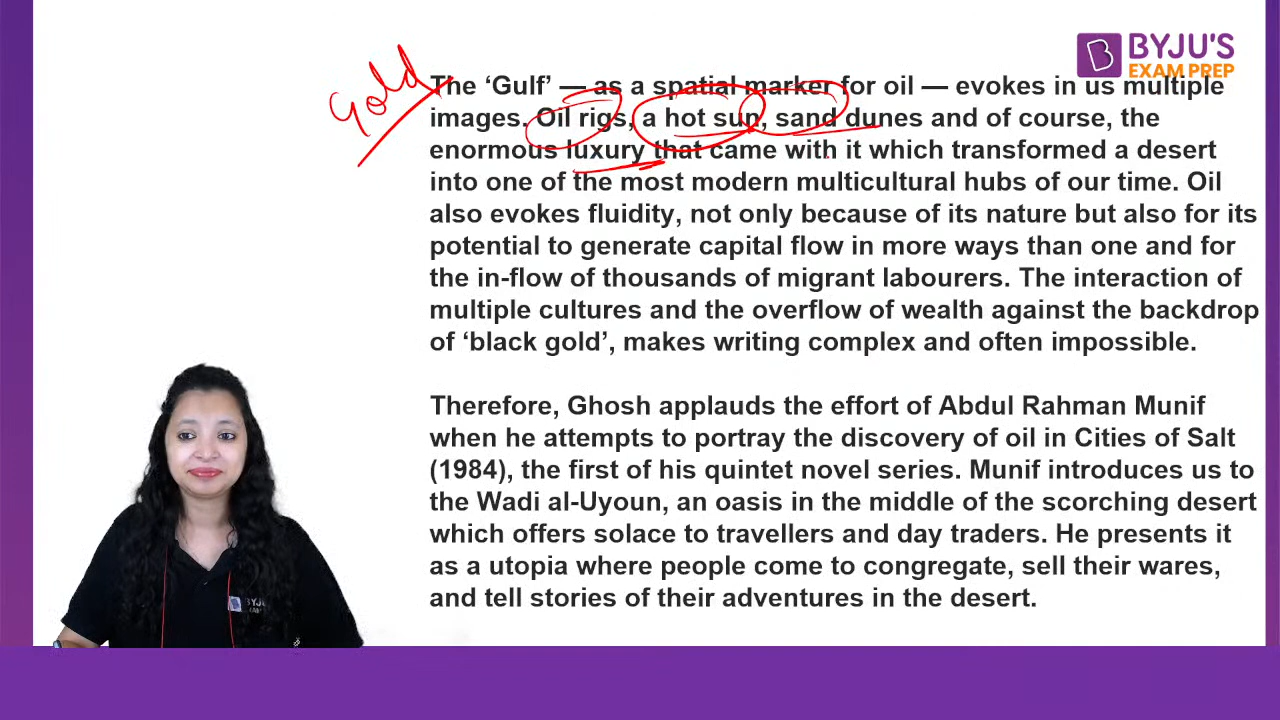 BYJU'S
EXAM PREP
Gold
The ‘Gulf’ — as a spatial marker for oil — evokes in us multiple
images. Oil rigs, a hot sun, sand dunes and of course, the
enormous luxury that came with it which transformed a desert
into one of the most modern multicultural hubs of our time. Oil
also evokes fluidity, not only because of its nature but also for its
potential to generate capital flow in more ways than one and for
the in-flow of thousands of migrant labourers. The interaction of
multiple cultures and the overflow of wealth against the backdrop
of ‘black gold’, makes writing complex and often impossible.
Therefore, Ghosh applauds the effort of Abdul Rahman Munif
when he attempts to portray the discovery of oil in Cities of Salt
(1984), the first of his quintet novel series. Munif introduces us to
the Wadi al-Uyoun, an oasis in the middle of the scorching desert
which offers solace to travellers and day traders. He presents it
as a utopia where people come to congregate, sell their wares,
and tell stories of their adventures in the desert.